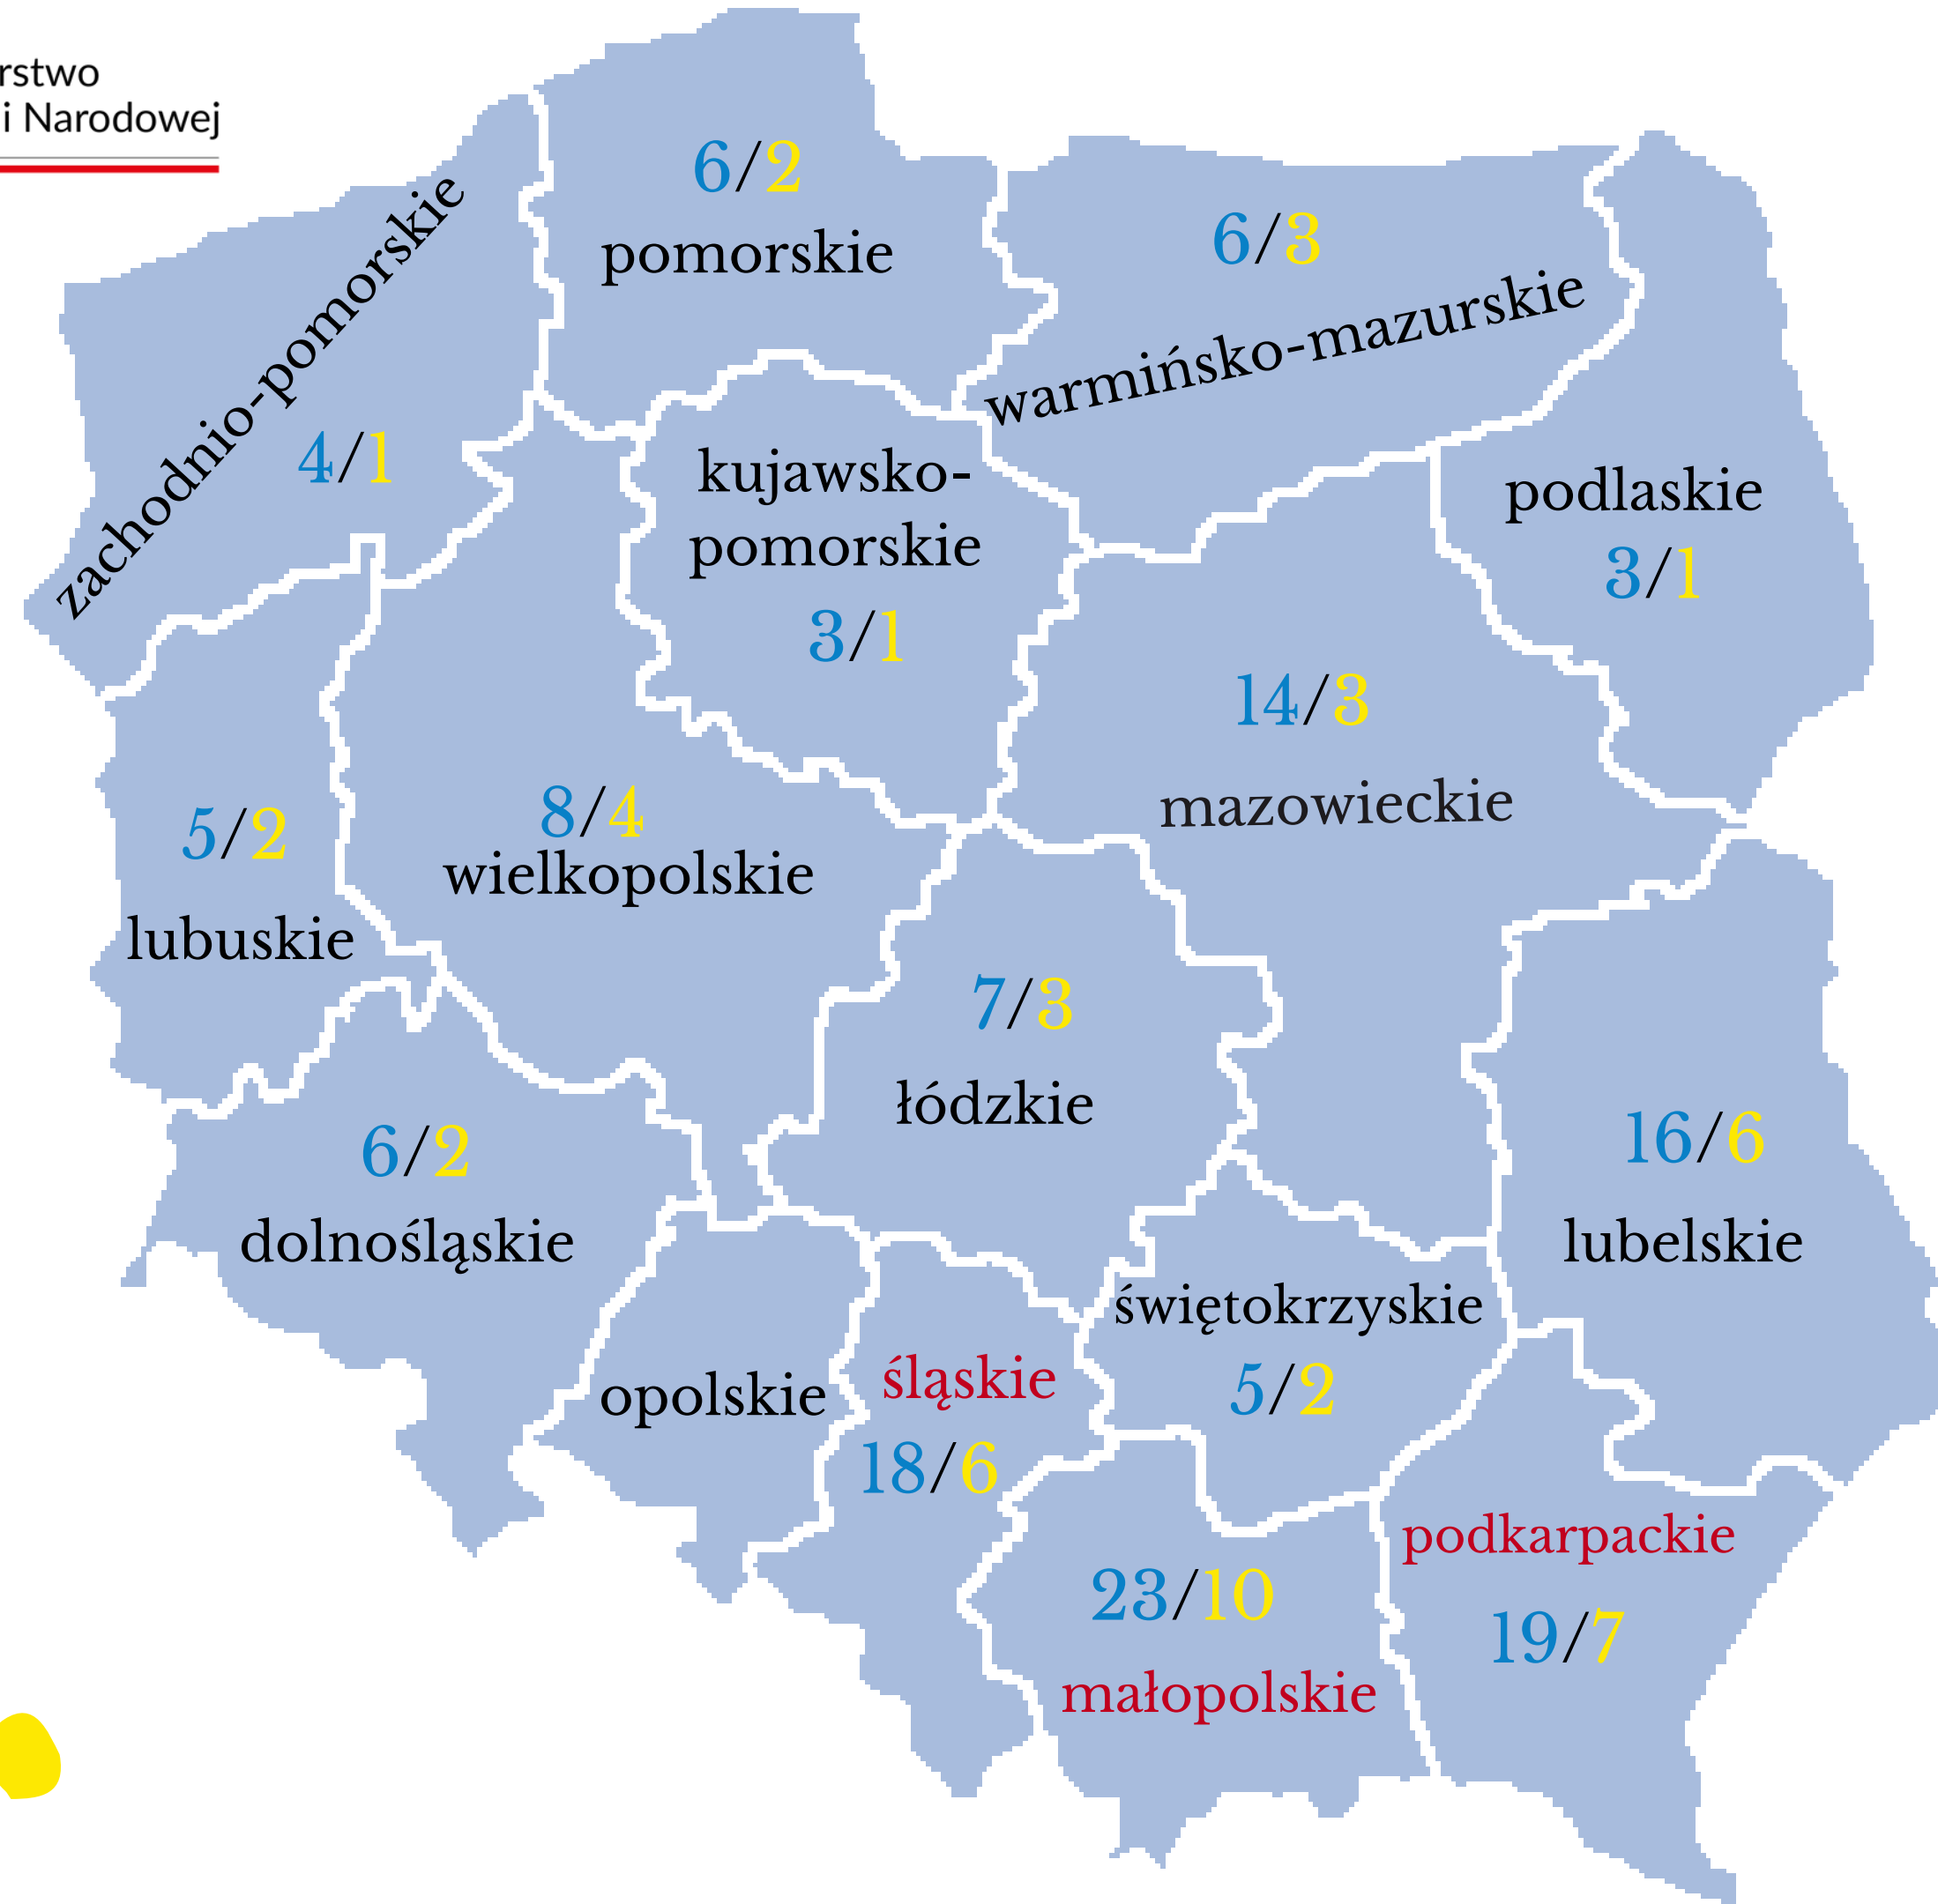 i Narodowej
6/2
pomorskie
6/3
warmińsko-mazurskie
zachodnio-pomorskie
4/1
kujawsko-
pomorskie
3/1
podlaskie
3/1
14/3
mazowieckie
5/2
lubuskie
8/4
wielkopolskie
7/3
łódzkie
6/2
dolnośląskie
16/6
lubelskie
świętokrzyskie
5/2
opolskie
śląskie
18/6
podkarpackie
19/7
23/10
małopolskie